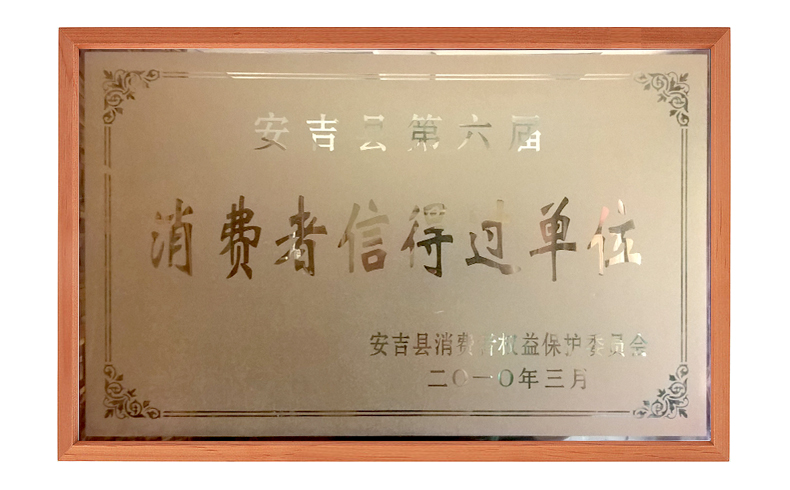 安吉县第六届
消费者信得过单位
安吉县消费者权益保护委员会
二〇一〇年三月